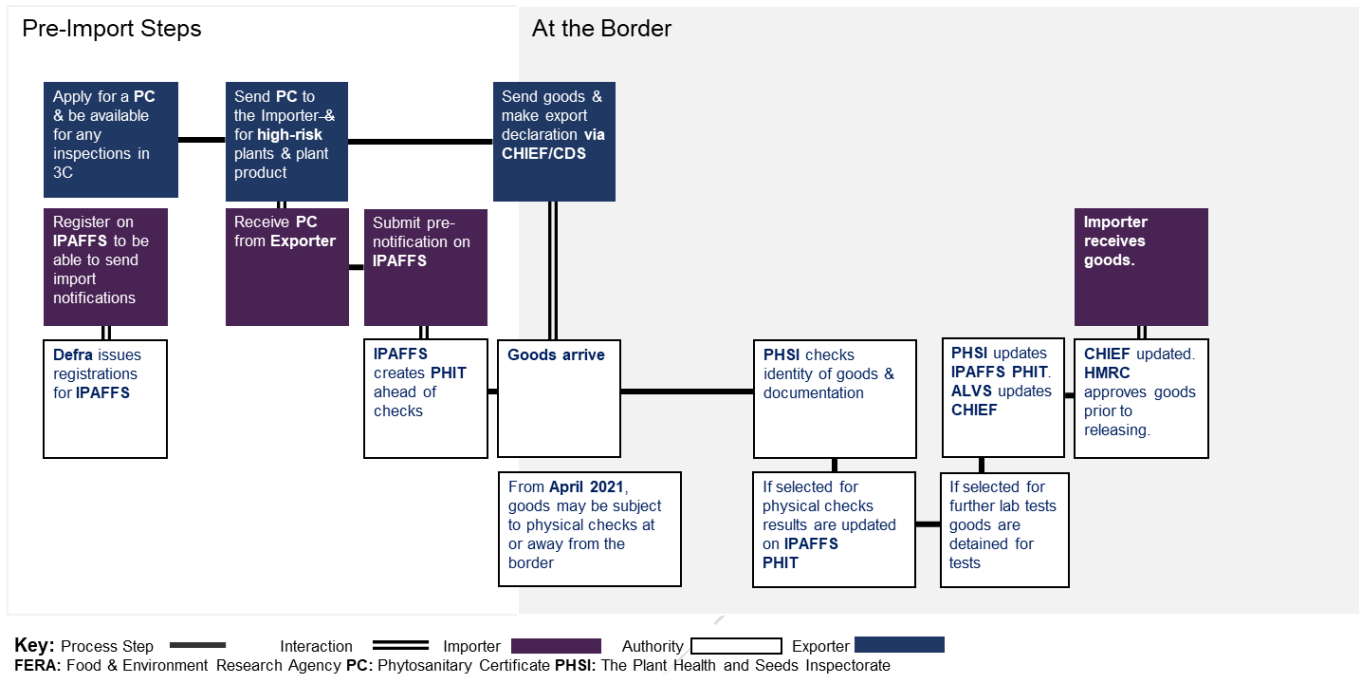 Pre-Import Steps
At the Border
Apply for a PC
& be available
for any
inspections in
3C
Send PC to
the Importer &
for high-risk
plants & plant
product
Send goods &
make export
declaration via
CHIEF/CDS
Register on
IPAFFS to be
able to send
import
notifications
Receive PC
from Exporter
Submit pre-
notification on
IPAFFS
Importer
receives
goods.
Defra issues
registrations
for IPAFFS
IPAFFS
creates PHIT
ahead of
checks
Goods arrive
PHSI checks
identity of goods &
documentation
PHSI updates
IPAFFS PHIT.
ALVS updates
CHIEF
CHIEF updated.
HMRC
approves goods
prior to
releasing.
From April 2021,
goods may be subject
to physical checks at
or away from the
border
If selected for
physical checks
results are updated
on IPAFFS
PHIT
If selected for
further lab tests
goods are
detained for
tests
Key: Process Step Interaction Importer Authority Exporter
FERA: Food & Environment Research Agency PC: Phytosanitary Certificate PHSI: The Plant Health and Seeds Inspectorate